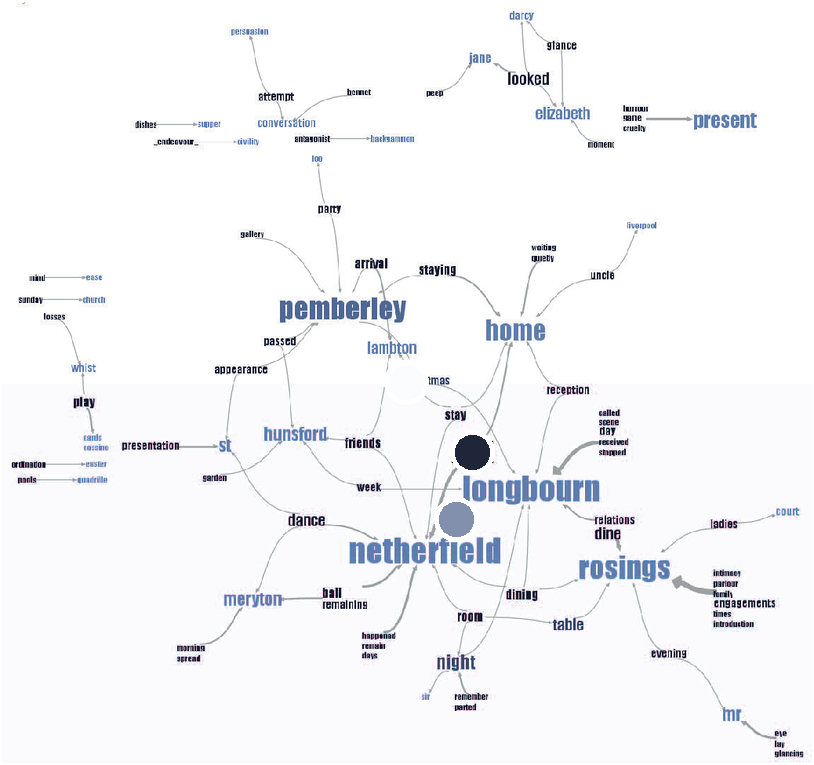 darcy
persuasion
glance
jane
looked
peep
bennet
attempt
humour
game
cruelty
present
elizabeth
conversation
dishes
supper
antagonist
backgammon
_endeavour_
civility
moment
too
party
gallery
liverpool
waiting
quietly
arrival
staying
uncle
mind
ease
sunday
church
losses
pemberley
home
passed
lambton
appearance
whist
tmas
reception
play
stay
called
scene
day
received
stopped
cards
cassino
presentation
st
hunsford
friends
ordination
easter
garden
pools
quadrille
week
longbourn
dance
relations
dine
ladies
court
netherfield
rosings
intimacy
parlour
family
engagements
times
introduction
meryton
ball
remaining
dining
room
table
happened
remain
days
morning
spread
night
evening
sir
remember
parted
mr
eye
lay
glancing